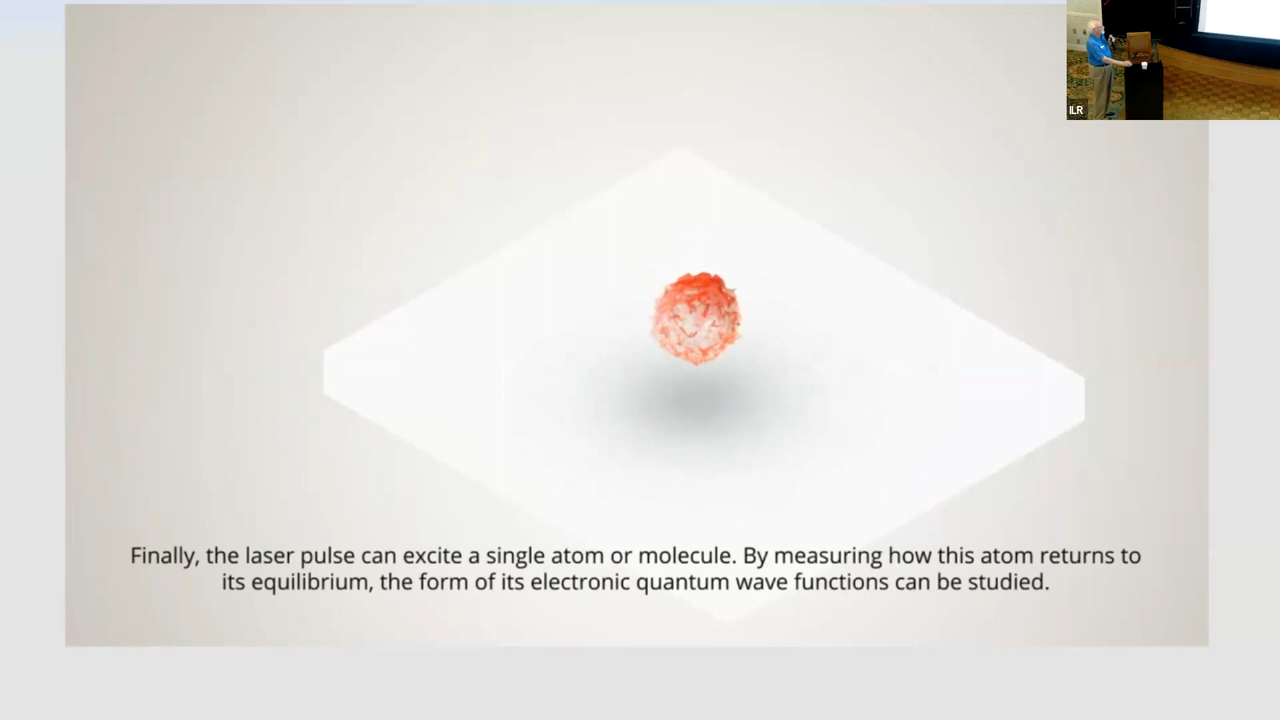 ILR
Finally, the laser pulse can excite a single atom or molecule. By measuring how this atom returns to
its equilibrium, the form of its electronic quantum wave functions can be studied.